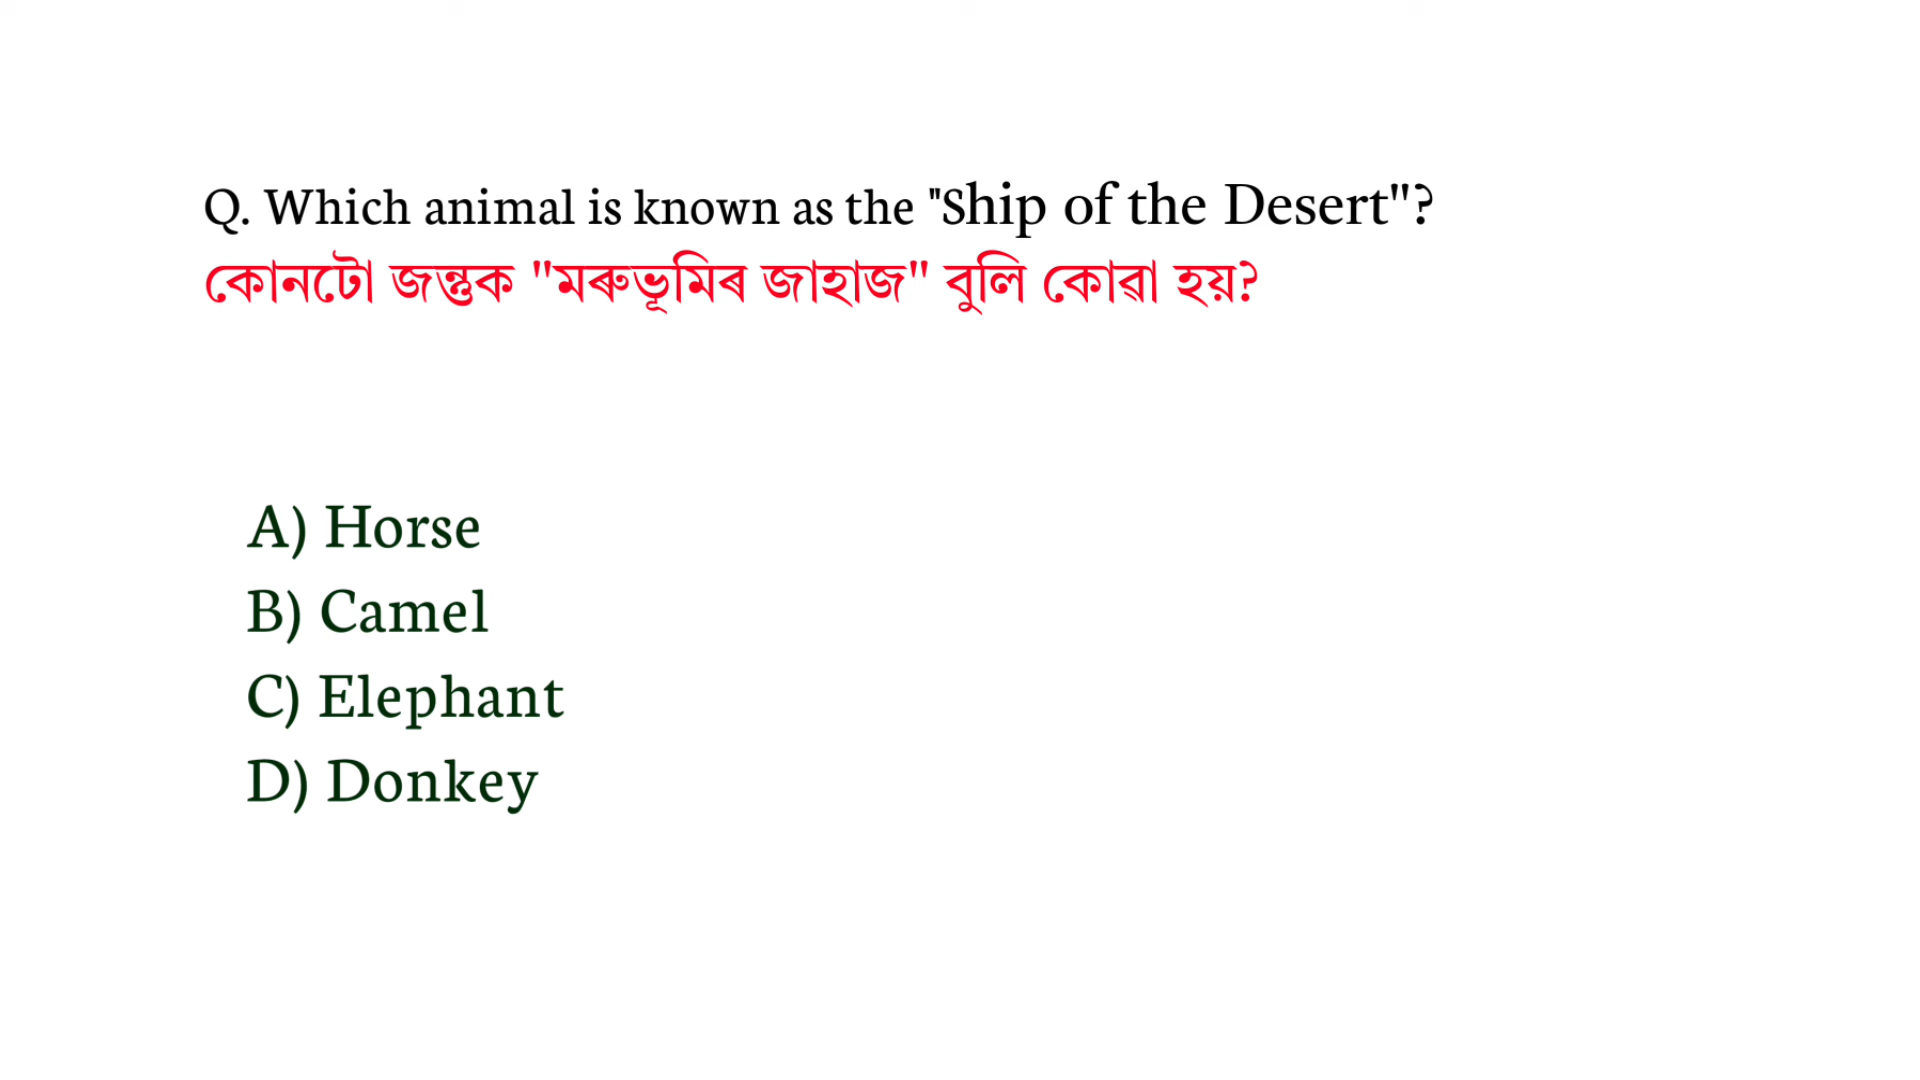 Q. Which animal is known as the "Ship of the Desert"?
কোনটো জন্তুক "মৰুভূমিৰ জাহাজ" বুলি কোৱা হয়?
A) Horse
B) Camel
C) Elephant
D) Donkey